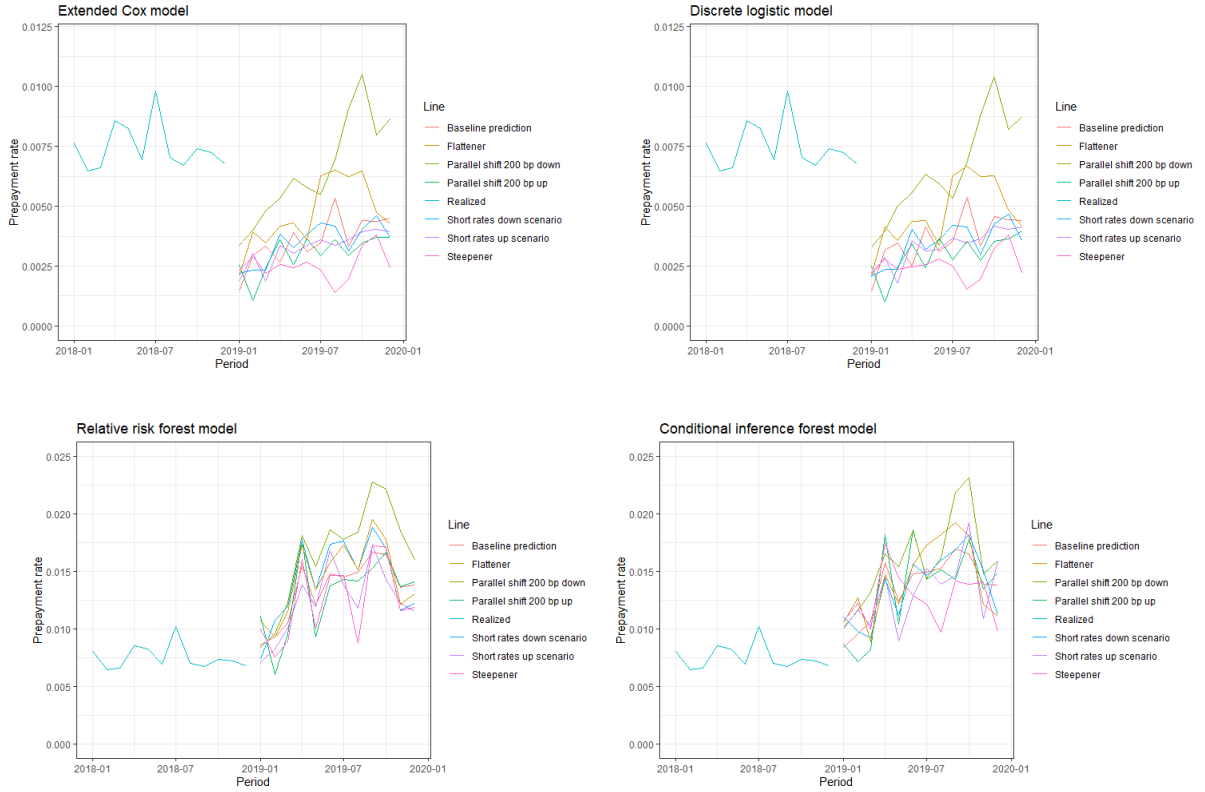 Extended Cox model
0.0125
0.0100
0.0075
0.0050
0.0025
0.0000
Prepayment rate
2018-01
2018-07
2019-01
2019-07
2020-01
Period
Line
Baseline prediction
Flattener
Parallel shift 200 bp down
Parallel shift 200 bp up
Realized
Short rates down scenario
Short rates up scenario
Steepener
Discrete logistic model
0.0125
0.0100
0.0075
0.0050
0.0025
0.0000
Prepayment rate
2018-01
2018-07
2019-01
2019-07
2020-01
Period
Line
Baseline prediction
Flattener
Parallel shift 200 bp down
Parallel shift 200 bp up
Realized
Short rates down scenario
Short rates up scenario
Steepener
Relative risk forest model
0.025
0.020
0.015
0.010
0.005
0.000
Prepayment rate
2018-01
2018-07
2019-01
2019-07
2020-01
Period
Line
Baseline prediction
Flattener
Parallel shift 200 bp down
Parallel shift 200 bp up
Realized
Short rates down scenario
Short rates up scenario
Steepener
Conditional inference forest model
0.025
0.020
0.015
0.010
0.005
0.000
Prepayment rate
2018-01
2018-07
2019-01
2019-07
2020-01
Period
Line
Baseline prediction
Flattener
Parallel shift 200 bp down
Parallel shift 200 bp up
Realized
Short rates down scenario
Short rates up scenario
Steepener